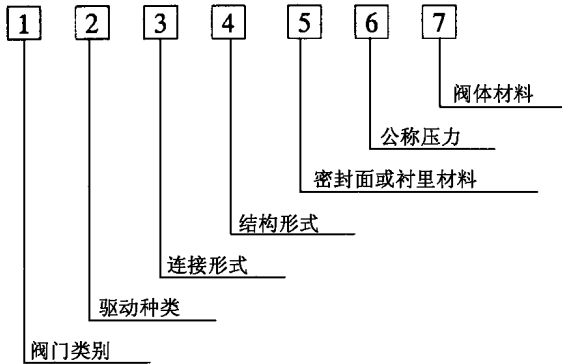 1 2 3 4 5 6 7
阀体材料
公称压力
密封面或衬里材料
结构形式
连接形式
驱动种类
阀门类别